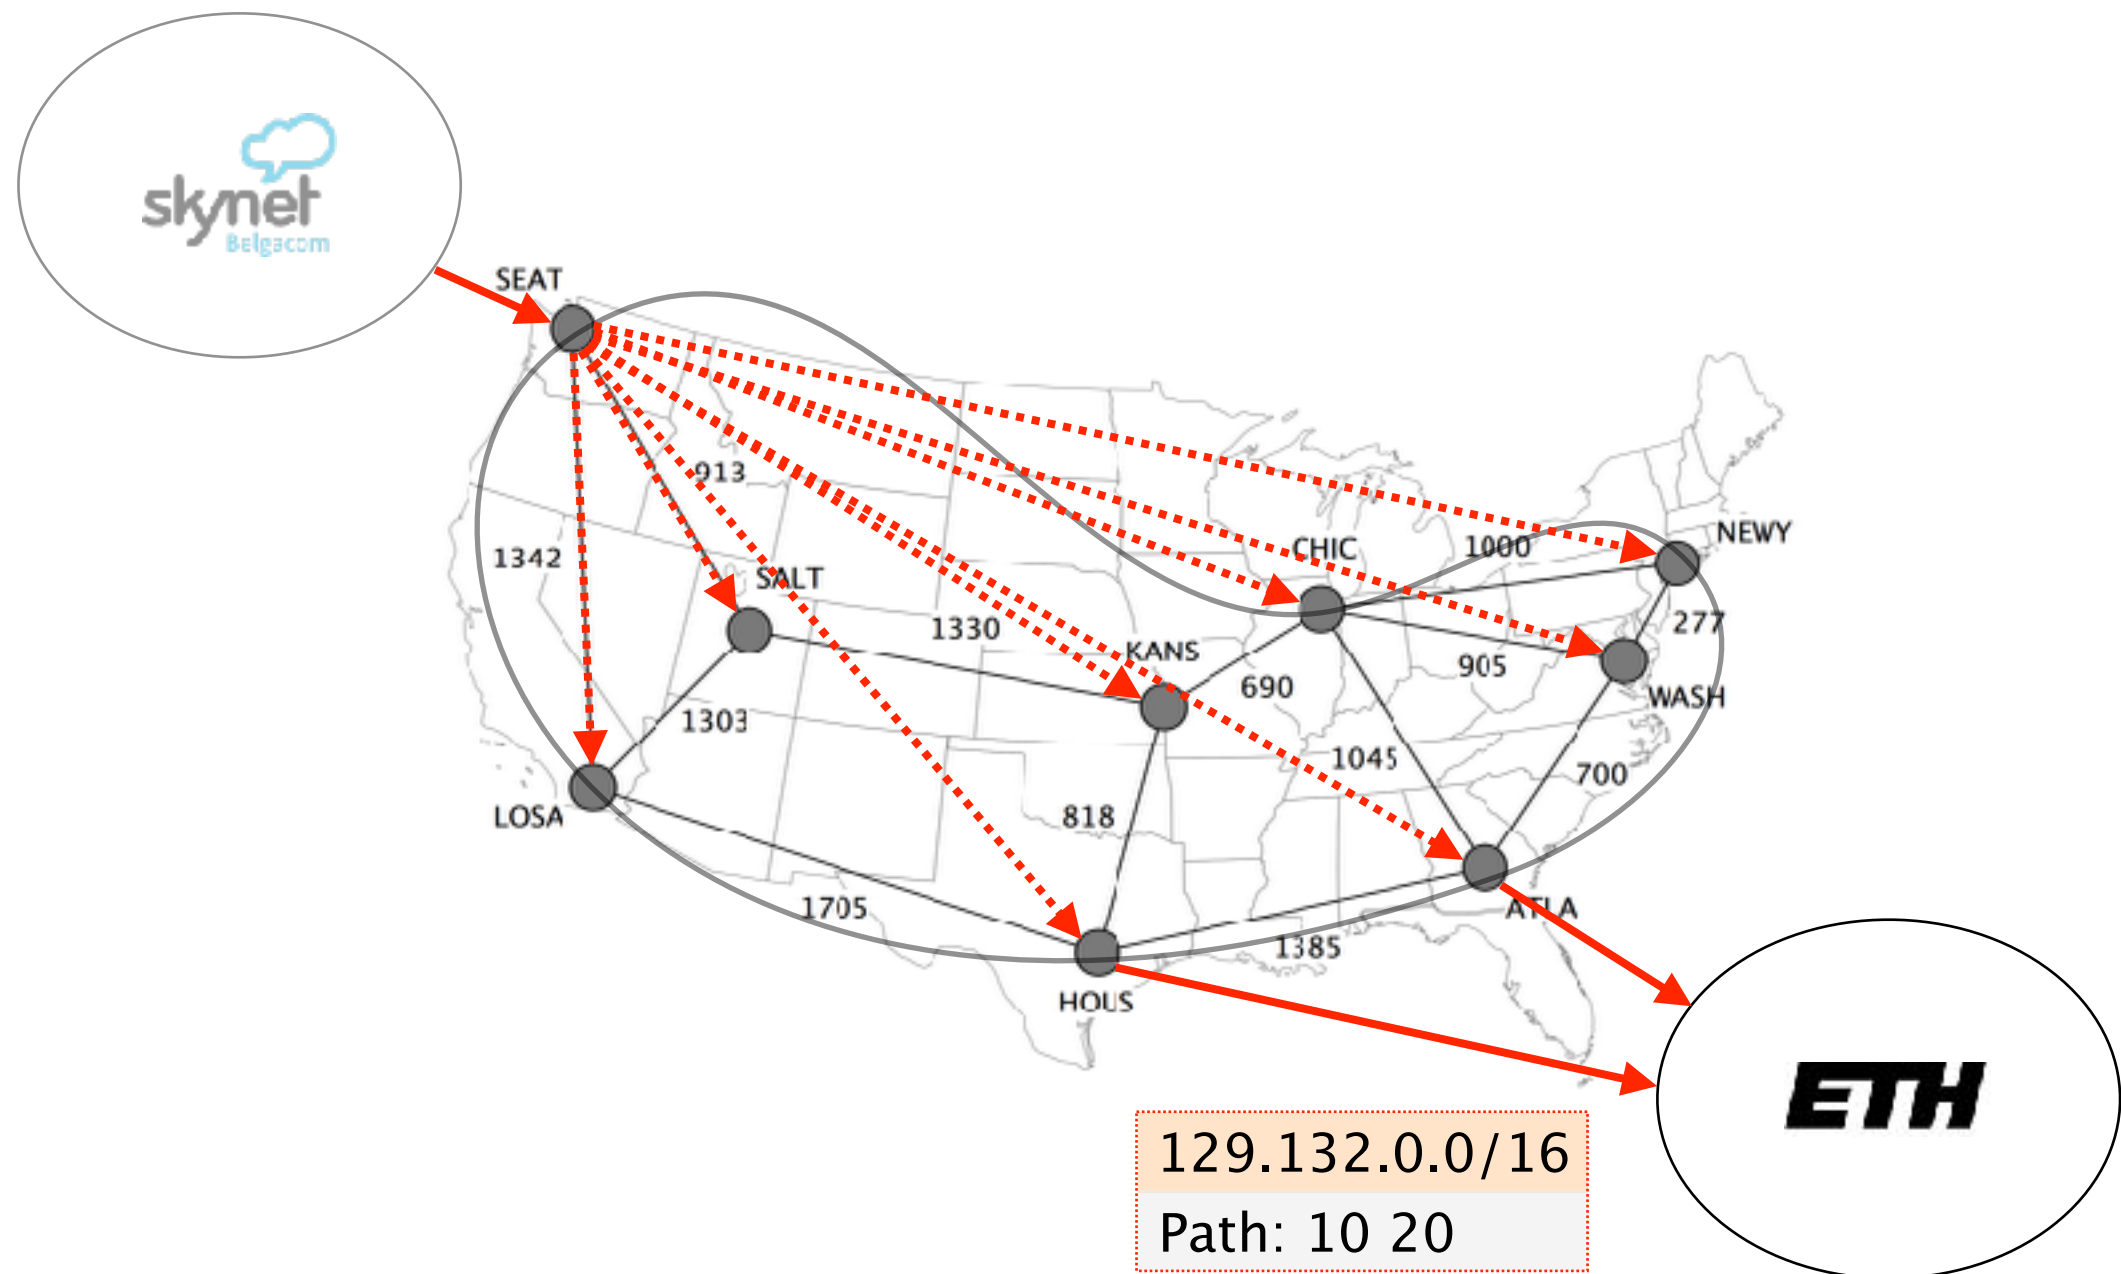 skynet
Belgacom
SEAT
913
1342
SALT
CHIC
1000
NEWY
1330
KANS
277
690
905
WASH
1303
1045
700
818
LOSA
1705
ATLA
1385
HOUS
ETH
129.132.0.0/16
Path: 10 20